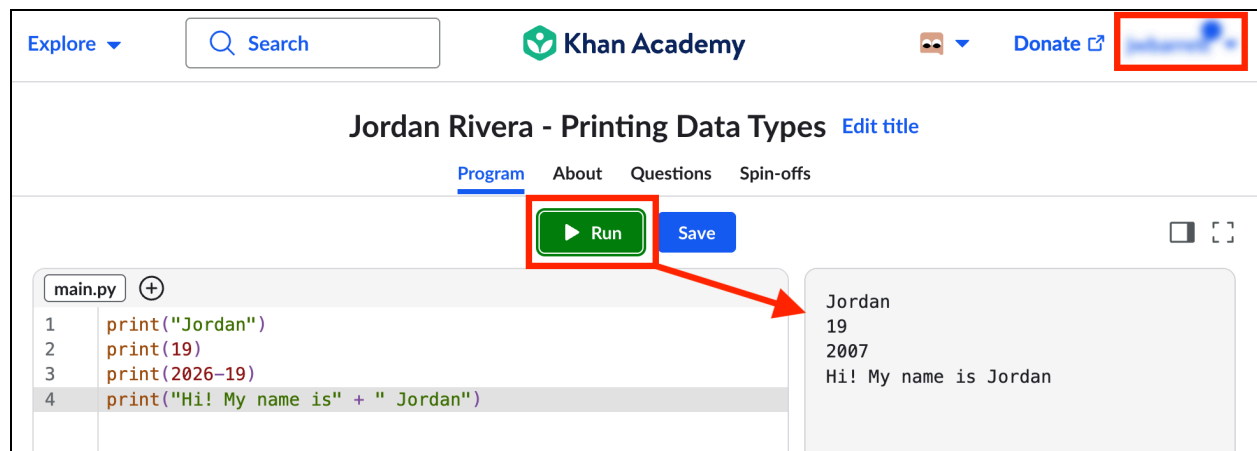 Explore Search Khan Academy Donate
Jordan Rivera - Printing Data Types Edit title
Program About Questions Spin-offs
Run Save
main.py
1 print("Jordan")
2 print(19)
3 print(2026-19)
4 print("Hi! My name is" + " Jordan")
Jordan
19
2007
Hi! My name is Jordan